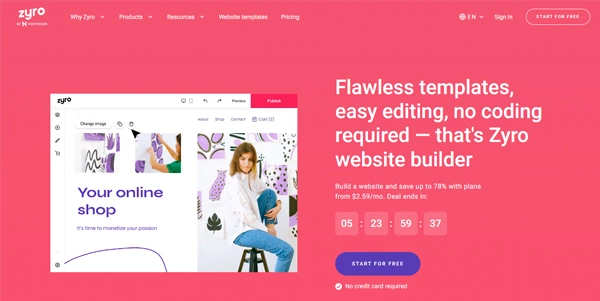 zyro
BY HOSTINGER
Why Zyro
Products
Resources
Website templates
Pricing
EN
Sign In
START FOR FREE
zyro
Preview
Publish
Change image
About
Shop
Contact
Cart (2)
Your online
shop
It's time to monetize your passion
Flawless templates,
easy editing, no coding
required — that's Zyro
website builder
Build a website and save up to 78% with plans
from $2.59/mo. Deal ends in:
05 : 23 : 59 : 37
START FOR FREE
No credit card required